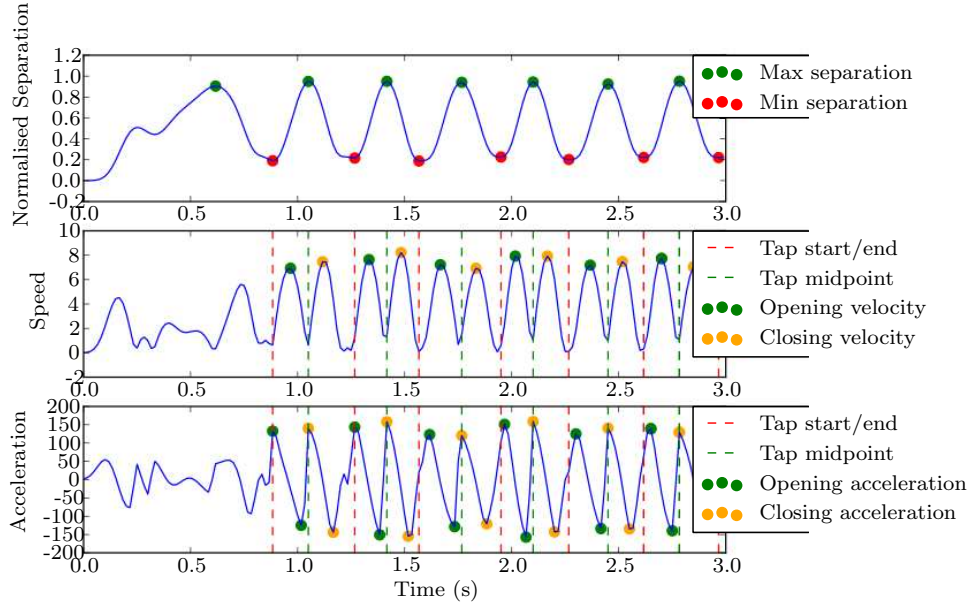 Normalised Separation
1.2
1.0
0.8
0.6
0.4
0.2
0.0
-0.2
0.0 0.5 1.0 1.5 2.0 2.5 3.0
Max separation
Min separation
Speed
10
8
6
4
2
0
-2
0.0 0.5 1.0 1.5 2.0 2.5 3.0
Tap start/end
Tap midpoint
Opening velocity
Closing velocity
Acceleration
200
150
100
50
0
-50
-100
-150
-200
0.0 0.5 1.0 1.5 2.0 2.5 3.0
Time (s)
Tap start/end
Tap midpoint
Opening acceleration
Closing acceleration